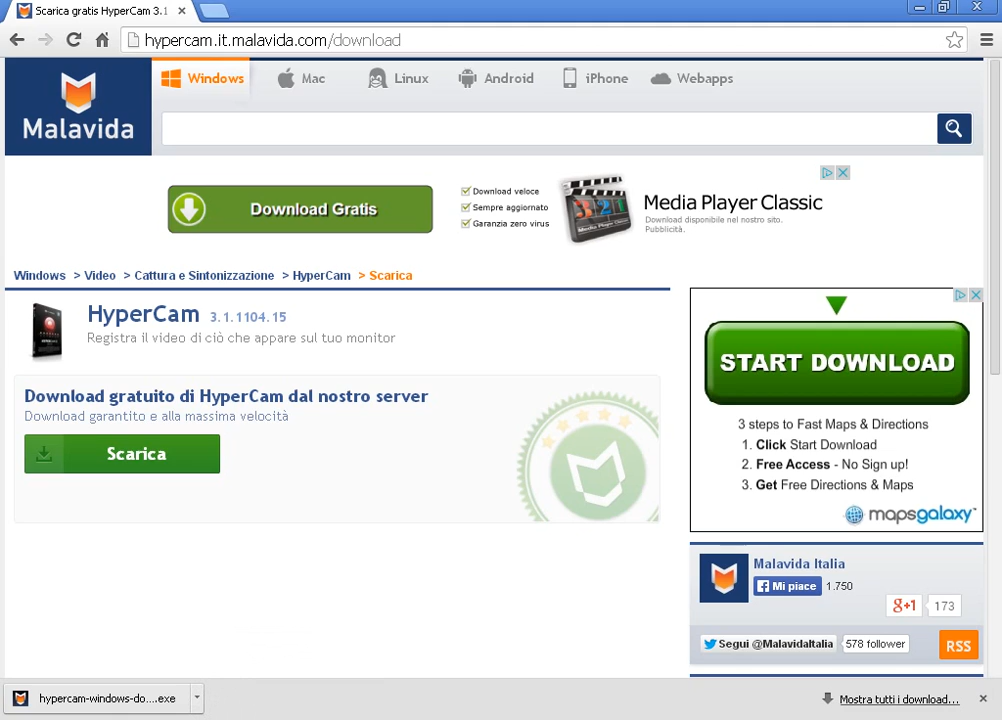 Scarica gratis HyperCam 3.1
hypercam.it.malavida.com/download
Malavida
Windows
Mac
Linux
Android
iPhone
Webapps
Download Gratis
Download veloce
Sempre aggiornato
Garanzia zero virus
321
Media Player Classic
Download disponibile nel nostro sito.
Pubblicità.
Windows > Video > Cattura e Sintonizzazione > HyperCam > Scarica
HyperCam 3.1.1104.15
Registra il video di ciò che appare sul tuo monitor
Download gratuito di HyperCam dal nostro server
Download garantito e alla massima velocità
Scarica
START DOWNLOAD
3 steps to Fast Maps & Directions
1. Click Start Download
2. Free Access - No Sign up!
3. Get Free Directions & Maps
mapsgalaxy™
Malavida Italia
Mi piace 1.750
g+1 173
Segui @MalavidaItalia 578 follower
RSS
hypercam-windows-do....exe
Mostra tutti i download...